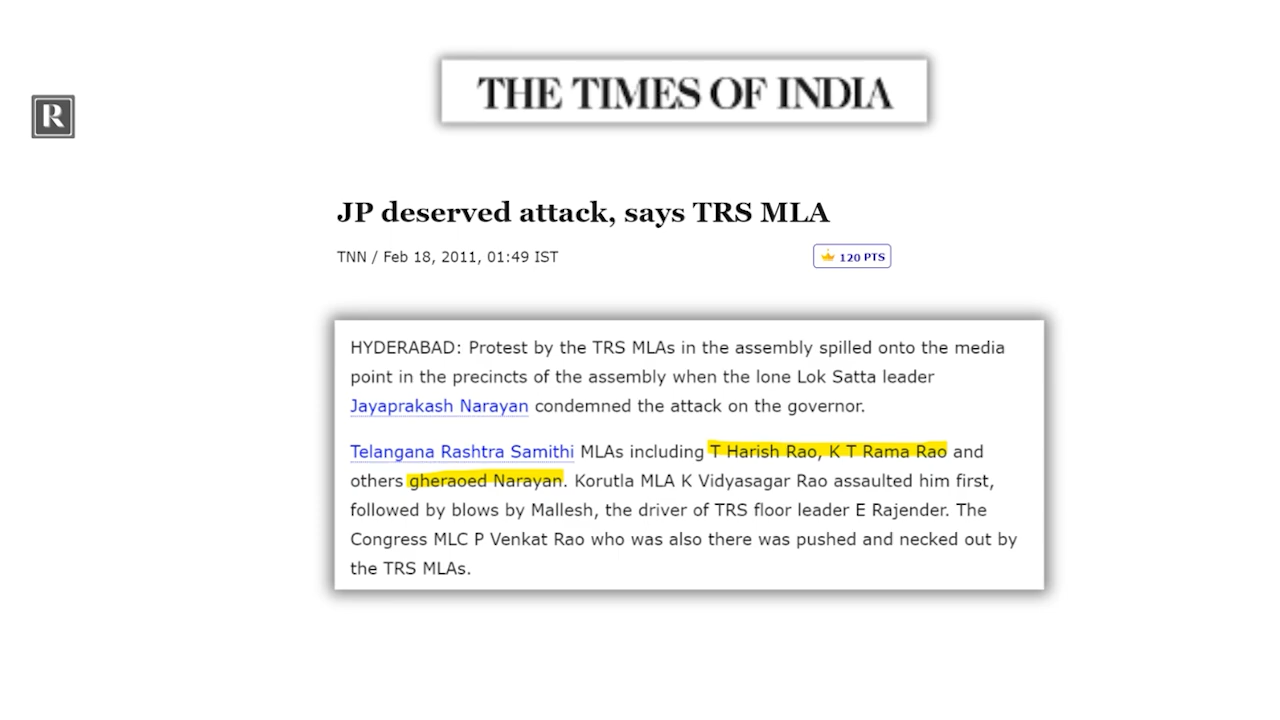 THE TIMES OF INDIA
R
JP deserved attack, says TRS MLA
TNN / Feb 18, 2011, 01:49 IST
120 PTS
HYDERABAD: Protest by the TRS MLAs in the assembly spilled onto the media
point in the precincts of the assembly when the lone Lok Satta leader
Jayaprakash Narayan condemned the attack on the governor.
Telangana Rashtra Samithi MLAs including T Harish Rao, K T Rama Rao and
others gheraoed Narayan. Korutla MLA K Vidyasagar Rao assaulted him first,
followed by blows by Mallesh, the driver of TRS floor leader E Rajender. The
Congress MLC P Venkat Rao who was also there was pushed and necked out by
the TRS MLAs.